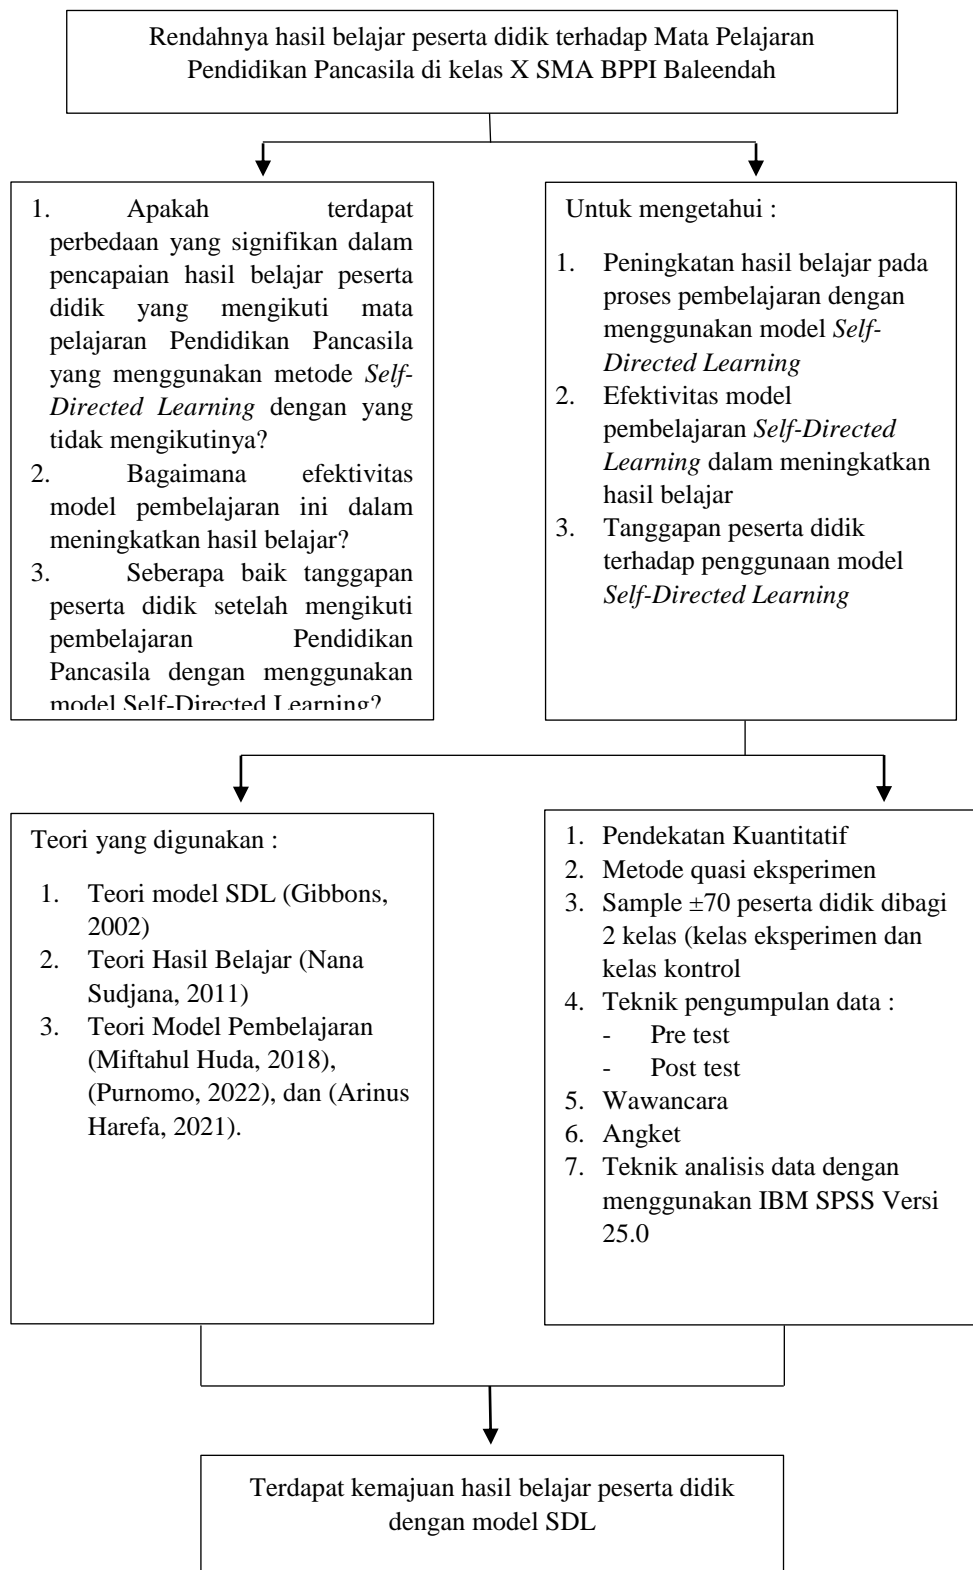 Rendahnya hasil belajar peserta didik terhadap Mata Pelajaran
Pendidikan Pancasila di kelas X SMA BPPI Baleendah
1. Apakah terdapat
perbedaan yang signifikan dalam
pencapaian hasil belajar peserta
didik yang mengikuti mata
pelajaran Pendidikan Pancasila
yang menggunakan metode Self-
Directed Learning dengan yang
tidak mengikutinya?
2. Bagaimana efektivitas
model pembelajaran ini dalam
meningkatkan hasil belajar?
3. Seberapa baik tanggapan
peserta didik setelah mengikuti
pembelajaran Pendidikan
Pancasila dengan menggunakan
model Self-Directed Learning?
Untuk mengetahui :
1. Peningkatan hasil belajar pada
proses pembelajaran dengan
menggunakan model Self-
Directed Learning
2. Efektivitas model
pembelajaran Self-Directed
Learning dalam meningkatkan
hasil belajar
3. Tanggapan peserta didik
terhadap penggunaan model
Self-Directed Learning
Teori yang digunakan :
1. Teori model SDL (Gibbons,
2002)
2. Teori Hasil Belajar (Nana
Sudjana, 2011)
3. Teori Model Pembelajaran
(Miftahul Huda, 2018),
(Purnomo, 2022), dan (Arinus
Harefa, 2021).
1. Pendekatan Kuantitatif
2. Metode quasi eksperimen
3. Sample ±70 peserta didik dibagi
2 kelas (kelas eksperimen dan
kelas kontrol
4. Teknik pengumpulan data :
- Pre test
- Post test
5. Wawancara
6. Angket
7. Teknik analisis data dengan
menggunakan IBM SPSS Versi
25.0
Terdapat kemajuan hasil belajar peserta didik
dengan model SDL